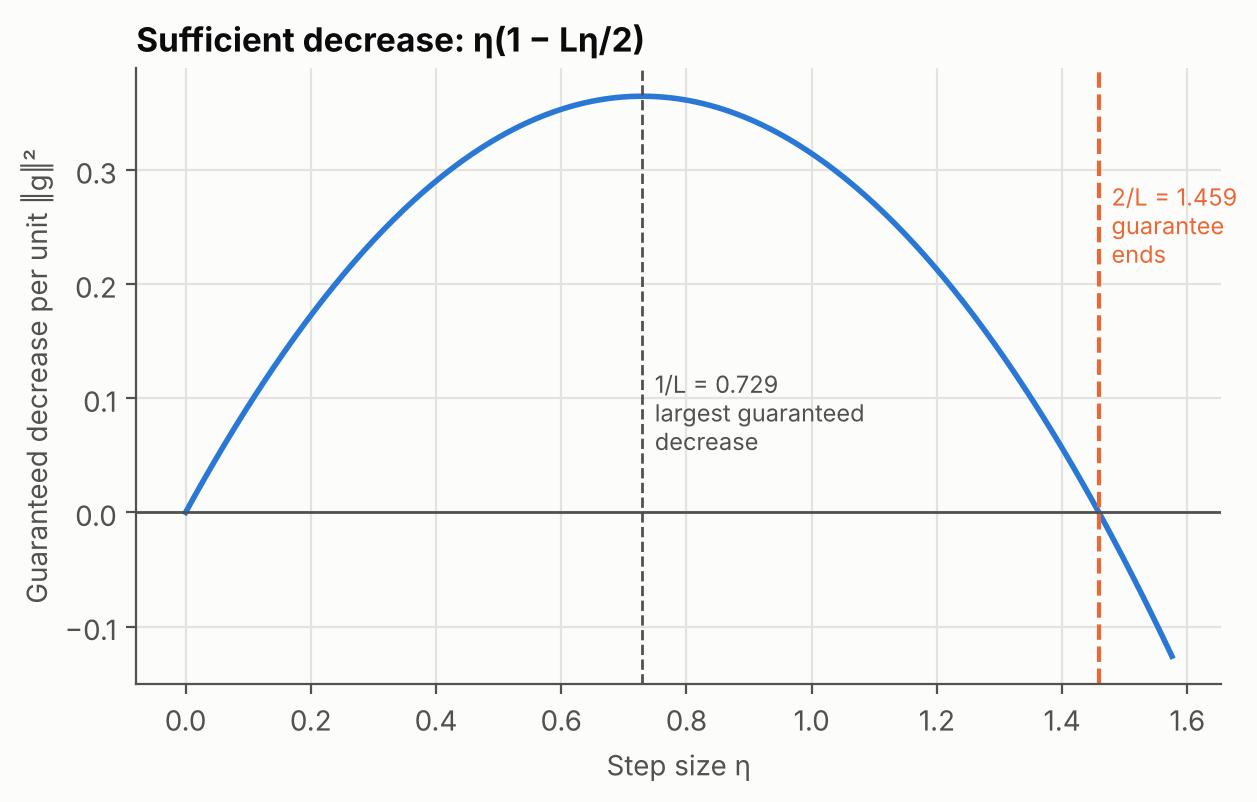 Sufficient decrease: η(1 − Lη/2)
Guaranteed decrease per unit ‖g‖²
0.3
0.2
0.1
0.0
−0.1
2/L = 1.459
guarantee
ends
1/L = 0.729
largest guaranteed
decrease
0.0 0.2 0.4 0.6 0.8 1.0 1.2 1.4 1.6
Step size η